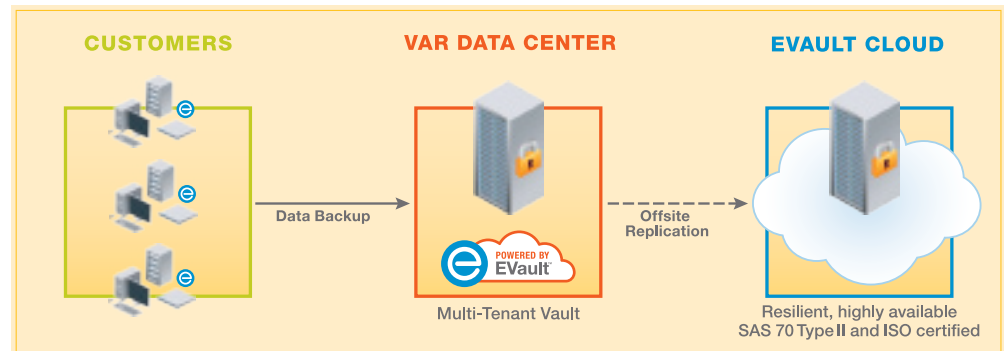 CUSTOMERS
VAR DATA CENTER
EVAULT CLOUD
e
e
e
Data Backup
Offsite
Replication
e
POWERED BY
EVault™
Multi-Tenant Vault
Resilient, highly available
SAS 70 Type II and ISO certified